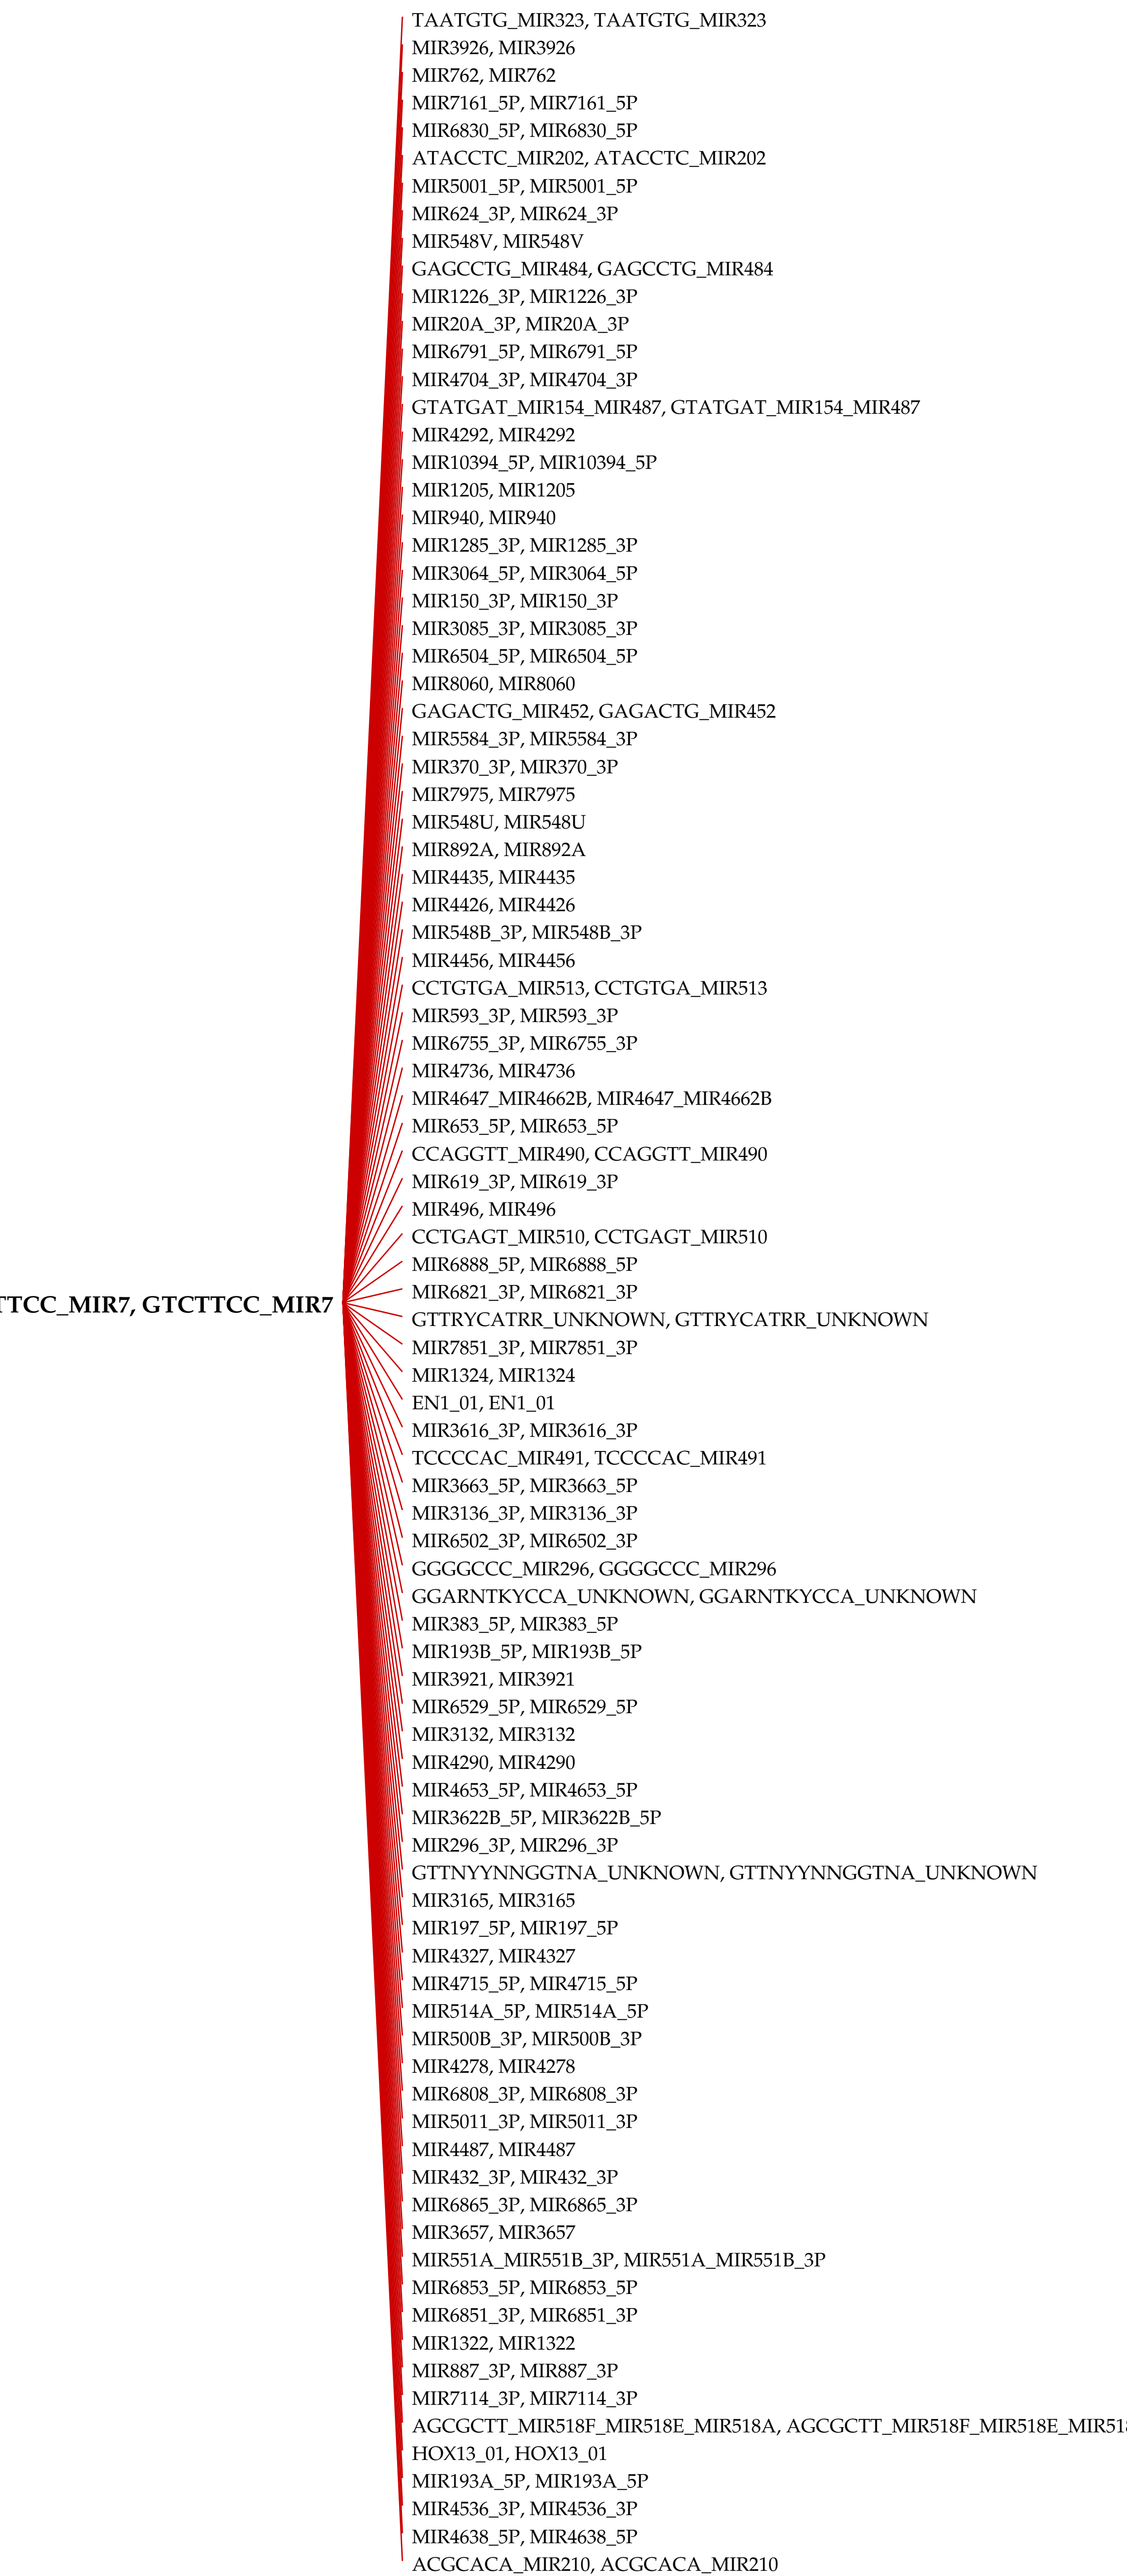 TAATGTG_MIR323, TAATGTG_MIR323
MIR3926, MIR3926
MIR762, MIR762
MIR7161_5P, MIR7161_5P
MIR6830_5P, MIR6830_5P
ATACCTC_MIR202, ATACCTC_MIR202
MIR5001_5P, MIR5001_5P
MIR624_3P, MIR624_3P
MIR548V, MIR548V
GAGCCTG_MIR484, GAGCCTG_MIR484
MIR1226_3P, MIR1226_3P
MIR20A_3P, MIR20A_3P
MIR6791_5P, MIR6791_5P
MIR4704_3P, MIR4704_3P
GTATGAT_MIR154_MIR487, GTATGAT_MIR154_MIR487
MIR4292, MIR4292
MIR10394_5P, MIR10394_5P
MIR1205, MIR1205
MIR940, MIR940
MIR1285_3P, MIR1285_3P
MIR3064_5P, MIR3064_5P
MIR150_3P, MIR150_3P
MIR3085_3P, MIR3085_3P
MIR6504_5P, MIR6504_5P
MIR8060, MIR8060
GAGACTG_MIR452, GAGACTG_MIR452
MIR5584_3P, MIR5584_3P
MIR370_3P, MIR370_3P
MIR7975, MIR7975
MIR548U, MIR548U
MIR892A, MIR892A
MIR4435, MIR4435
MIR4426, MIR4426
MIR548B_3P, MIR548B_3P
MIR4456, MIR4456
CCTGTGA_MIR513, CCTGTGA_MIR513
MIR593_3P, MIR593_3P
MIR6755_3P, MIR6755_3P
MIR4736, MIR4736
MIR4647_MIR4662B, MIR4647_MIR4662B
MIR653_5P, MIR653_5P
CCAGGTT_MIR490, CCAGGTT_MIR490
MIR619_3P, MIR619_3P
MIR496, MIR496
CCTGAGT_MIR510, CCTGAGT_MIR510
MIR6888_5P, MIR6888_5P
MIR6821_3P, MIR6821_3P
TTCC_MIR7, GTCTTCC_MIR7
GTTRYCATRR_UNKNOWN, GTTRYCATRR_UNKNOWN
MIR7851_3P, MIR7851_3P
MIR1324, MIR1324
EN1_01, EN1_01
MIR3616_3P, MIR3616_3P
TCCCCAC_MIR491, TCCCCAC_MIR491
MIR3663_5P, MIR3663_5P
MIR3136_3P, MIR3136_3P
MIR6502_3P, MIR6502_3P
GGGGCCC_MIR296, GGGGCCC_MIR296
GGARNTKYCCA_UNKNOWN, GGARNTKYCCA_UNKNOWN
MIR383_5P, MIR383_5P
MIR193B_5P, MIR193B_5P
MIR3921, MIR3921
MIR6529_5P, MIR6529_5P
MIR3132, MIR3132
MIR4290, MIR4290
MIR4653_5P, MIR4653_5P
MIR3622B_5P, MIR3622B_5P
MIR296_3P, MIR296_3P
GTTNYYNNGGTNA_UNKNOWN, GTTNYYNNGGTNA_UNKNOWN
MIR3165, MIR3165
MIR197_5P, MIR197_5P
MIR4327, MIR4327
MIR4715_5P, MIR4715_5P
MIR514A_5P, MIR514A_5P
MIR500B_3P, MIR500B_3P
MIR4278, MIR4278
MIR6808_3P, MIR6808_3P
MIR5011_3P, MIR5011_3P
MIR4487, MIR4487
MIR432_3P, MIR432_3P
MIR6865_3P, MIR6865_3P
MIR3657, MIR3657
MIR551A_MIR551B_3P, MIR551A_MIR551B_3P
MIR6853_5P, MIR6853_5P
MIR6851_3P, MIR6851_3P
MIR1322, MIR1322
MIR887_3P, MIR887_3P
MIR7114_3P, MIR7114_3P
AGCGCTT_MIR518F_MIR518E_MIR518A, AGCGCTT_MIR518F_MIR518E_MIR518
HOX13_01, HOX13_01
MIR193A_5P, MIR193A_5P
MIR4536_3P, MIR4536_3P
MIR4638_5P, MIR4638_5P
ACGCACA_MIR210, ACGCACA_MIR210